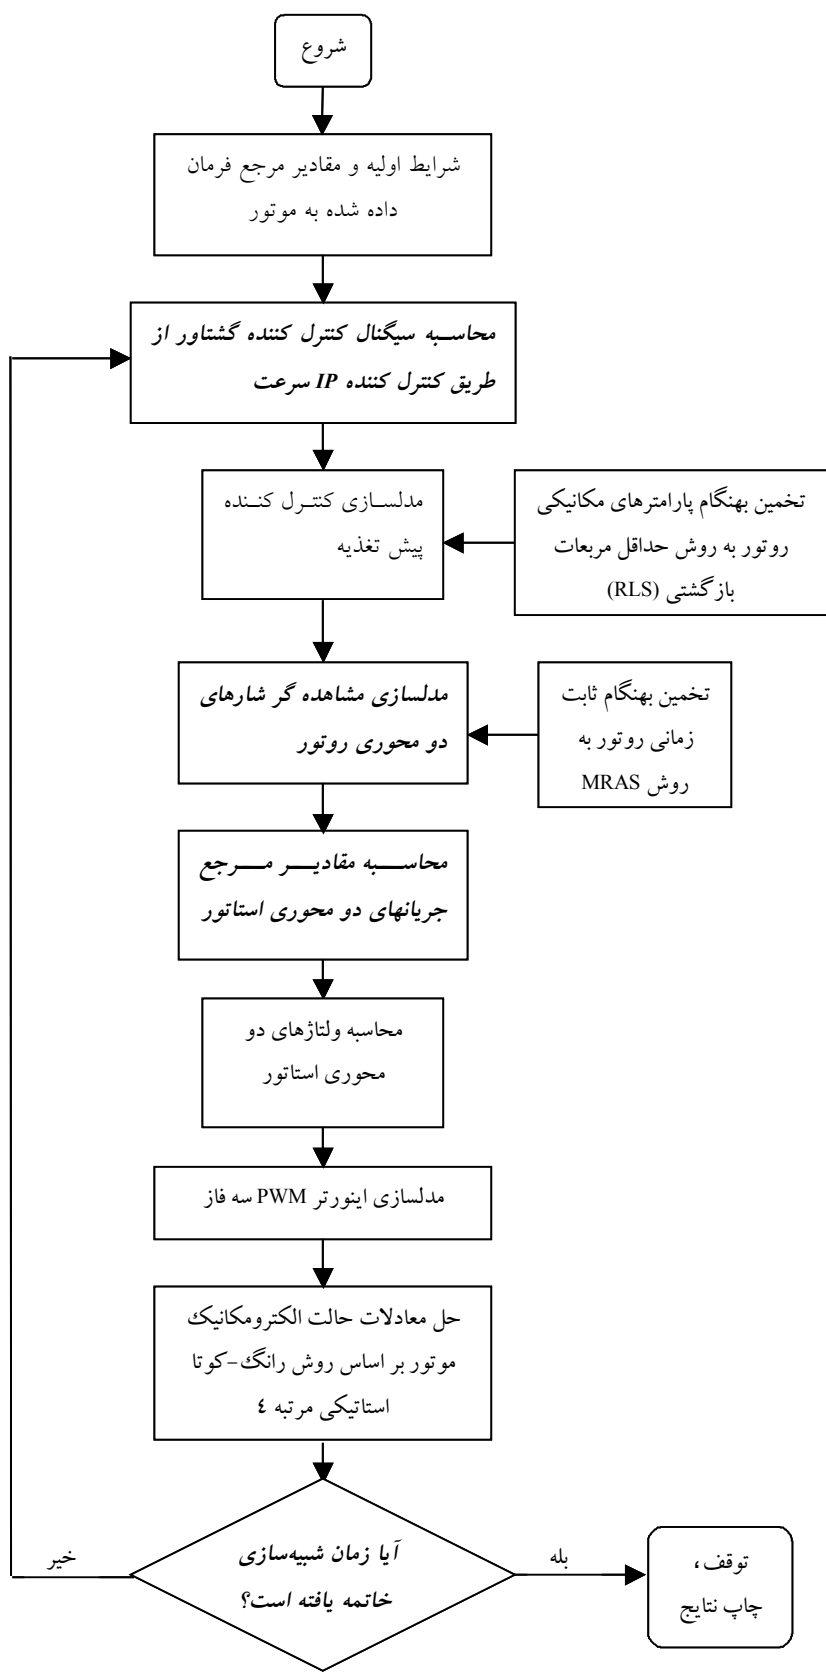 شروع
شرایط اولیه و مقادیر مرجع فرمان
داده شده به موتور
محاسبه سیگنال کنترل کننده گشتاور از
طریق کنترل کننده IP سرعت
مدلسازی کنترل کننده
پیش تغذیه
تخمین بهنگام پارامترهای مکانیکی
روتور به روش حداقل مربعات
بازگشتی (RLS)
مدلسازی مشاهده گر شارهای
دو محوری روتور
تخمین بهنگام ثابت
زمانی روتور به
روش MRAS
محاسبه مقادیر مرجع
جریانهای دو محوری استاتور
محاسبه ولتاژهای دو
محوری استاتور
مدلسازی اینورتر PWM سه فاز
حل معادلات حالت الکترومکانیک
موتور بر اساس روش رانگ-کوتا
استاتیکی مرتبه ٤
آیا زمان شبیه‌سازی
خاتمه یافته است؟
بله
خیر
توقف،
چاپ نتایج